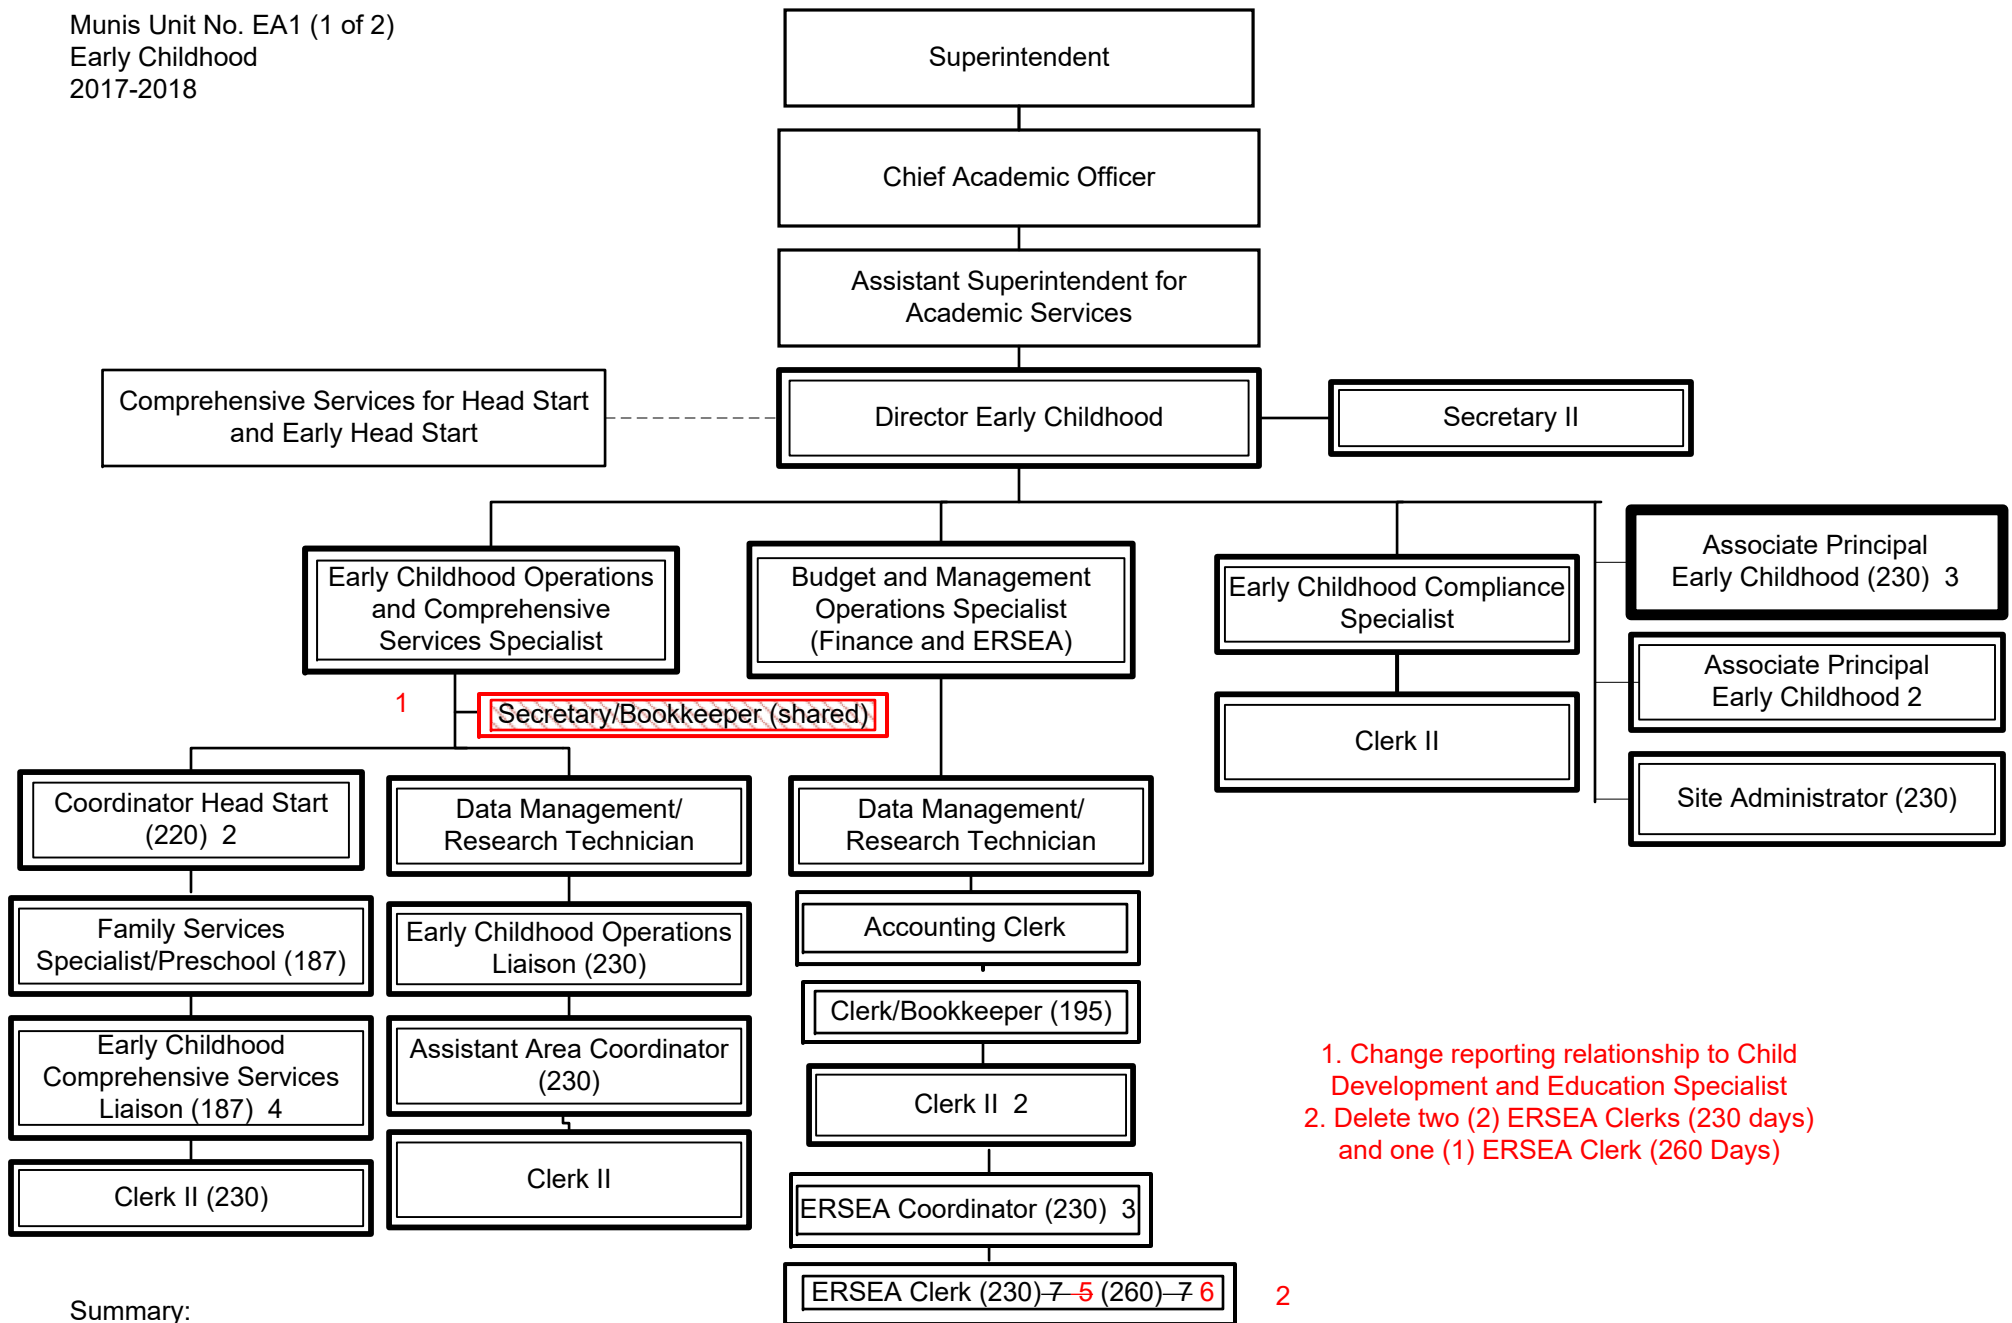 Munis Unit No. EA1 (1 of 2)
Early Childhood
2017-2018
Superintendent
Chief Academic Officer
Assistant Superintendent for
Academic Services
Comprehensive Services for Head Start
and Early Head Start
Director Early Childhood
Secretary II
Early Childhood Operations
and Comprehensive
Services Specialist
Budget and Management
Operations Specialist
(Finance and ERSEA)
Early Childhood Compliance
Specialist
Associate Principal
Early Childhood (230)  3
Associate Principal
Early Childhood 2
Site Administrator (230)
1
Secretary/Bookkeeper (shared)
Clerk II
Coordinator Head Start
(220)  2
Family Services
Specialist/Preschool (187)
Early Childhood
Comprehensive Services
Liaison (187)  4
Clerk II (230)
Data Management/
Research Technician
Early Childhood Operations
Liaison (230)
Assistant Area Coordinator
(230)
Clerk II
Data Management/
Research Technician
Accounting Clerk
Clerk/Bookkeeper (195)
Clerk II  2
ERSEA Coordinator (230)  3
ERSEA Clerk (230) 7 5 (260) 7 6
2
1. Change reporting relationship to Child
Development and Education Specialist
2. Delete two (2) ERSEA Clerks (230 days)
and one (1) ERSEA Clerk (260 Days)
Summary: